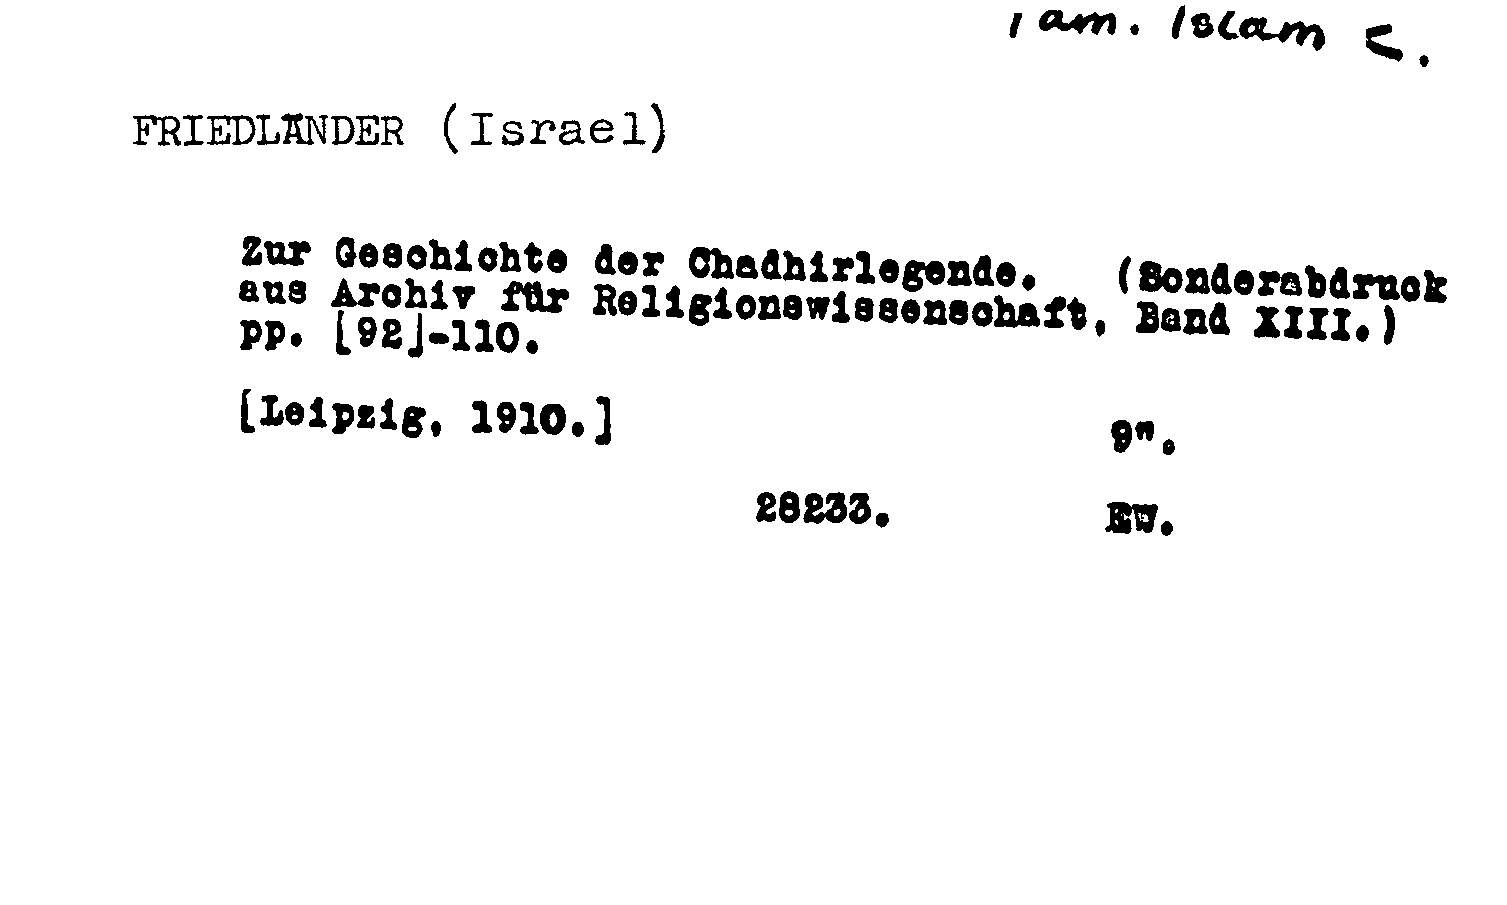 Pam. Islam C.
FRIEDLÄNDER (Israel)
Zur Geschichte der Chadhirlegende. (Sonderabdruck
aus Archiv für Religionswissenschaft, Band XIII.)
pp. [92]-110.
[Leipzig, 1910.]
9".
28233.
EW.